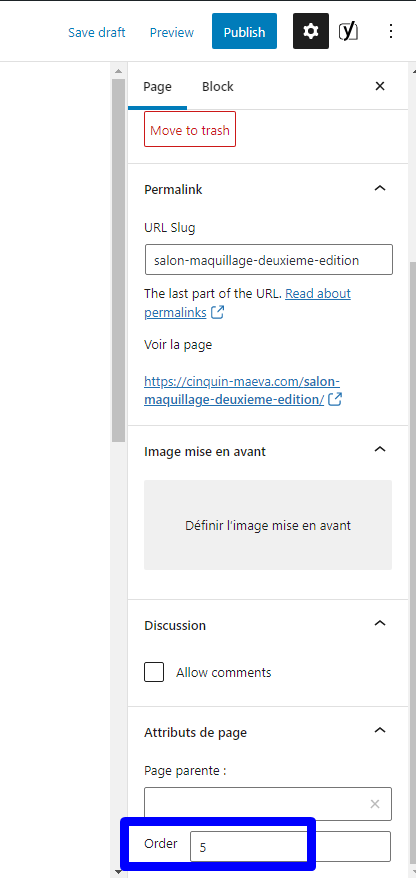 Save draft Preview Publish
Page Block
Move to trash
Permalink
URL Slug
salon-maquillage-deuxieme-edition
The last part of the URL. Read about
permalinks
Voir la page
https://cinquin-maeva.com/salon-
maquillage-deuxieme-edition/
Image mise en avant
Définir l’image mise en avant
Discussion
Allow comments
Attributs de page
Page parente :
Order 5